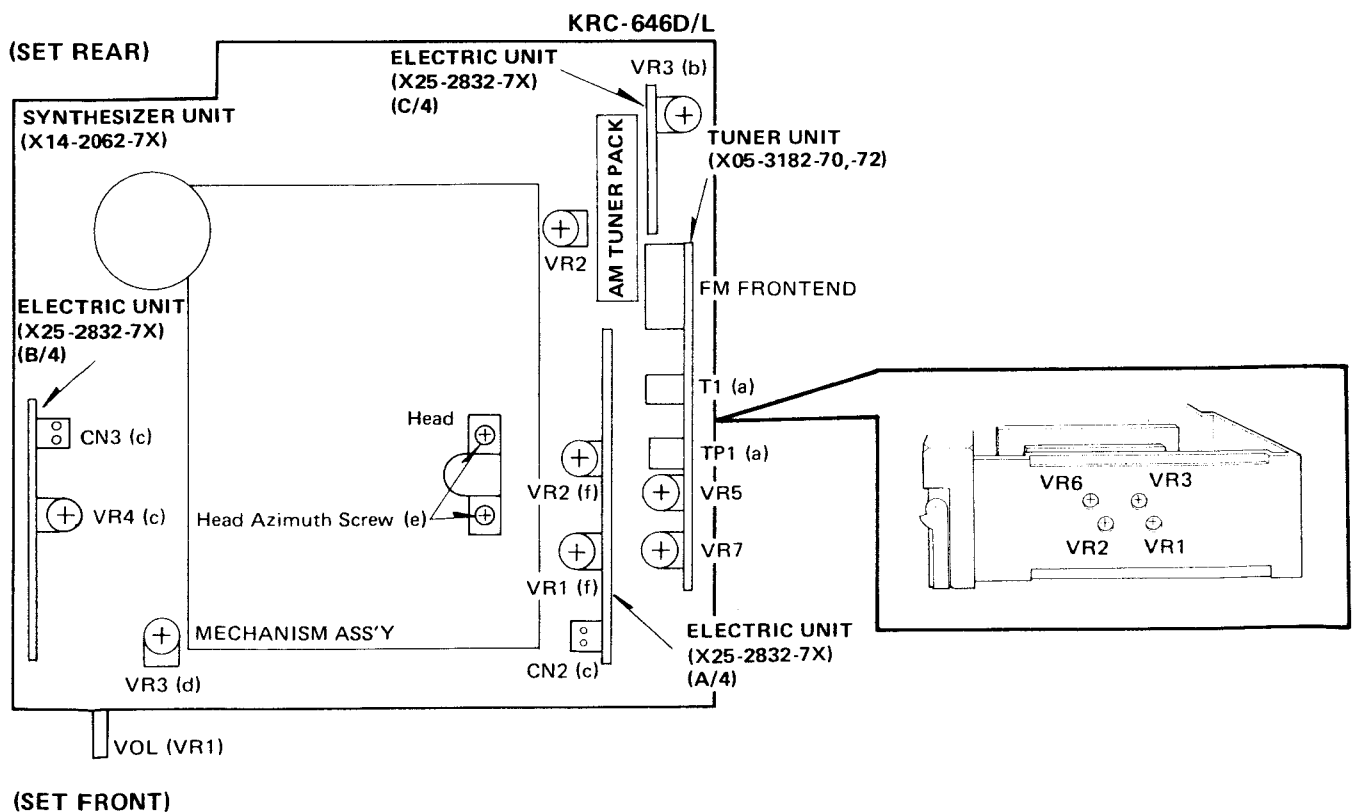 KRC-646D/L
(SET REAR)
ELECTRIC UNIT
(X25-2832-7X)
(C/4)
VR3 (b)
SYNTHESIZER UNIT
(X14-2062-7X)
TUNER UNIT
(X05-3182-70,-72)
AM TUNER PACK
VR2
FM FRONTEND
ELECTRIC UNIT
(X25-2832-7X)
(B/4)
T1 (a)
CN3 (c)
Head
TP1 (a)
VR2 (f)
VR5
VR4 (c)
Head Azimuth Screw (e)
VR7
VR1 (f)
MECHANISM ASS'Y
ELECTRIC UNIT
(X25-2832-7X)
(A/4)
CN2 (c)
VR3 (d)
VOL (VR1)
(SET FRONT)
VR6
VR3
VR2
VR1